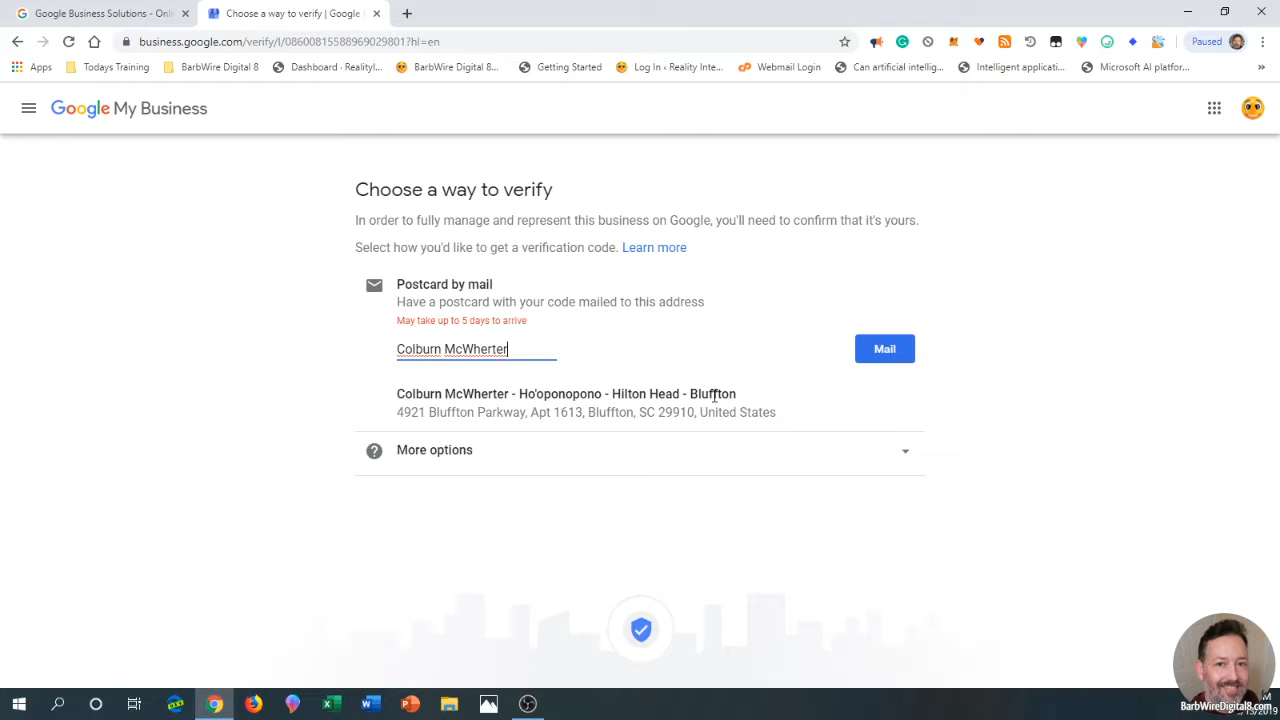 Google Business Solutions - Onli
Choose a way to verify | Google
business.google.com/verify/l/08600815588969029801?hl=en
Paused
Apps
Todays Training
BarbWire Digital 8
Dashboard - RealityI...
BarbWire Digital 8...
Getting Started
Log In ‹ Reality Inte...
Webmail Login
Can artificial intellig...
Intelligent applicati...
Microsoft AI platfor...
»
Google My Business
Choose a way to verify
In order to fully manage and represent this business on Google, you'll need to confirm that it's yours.
Select how you'd like to get a verification code. Learn more
Postcard by mail
Have a postcard with your code mailed to this address
May take up to 5 days to arrive
Colburn McWherter
Mail
Colburn McWherter - Ho'oponopono - Hilton Head - Bluffton
4921 Bluffton Parkway, Apt 1613, Bluffton, SC 29910, United States
More options
BarbWireDigital8.com